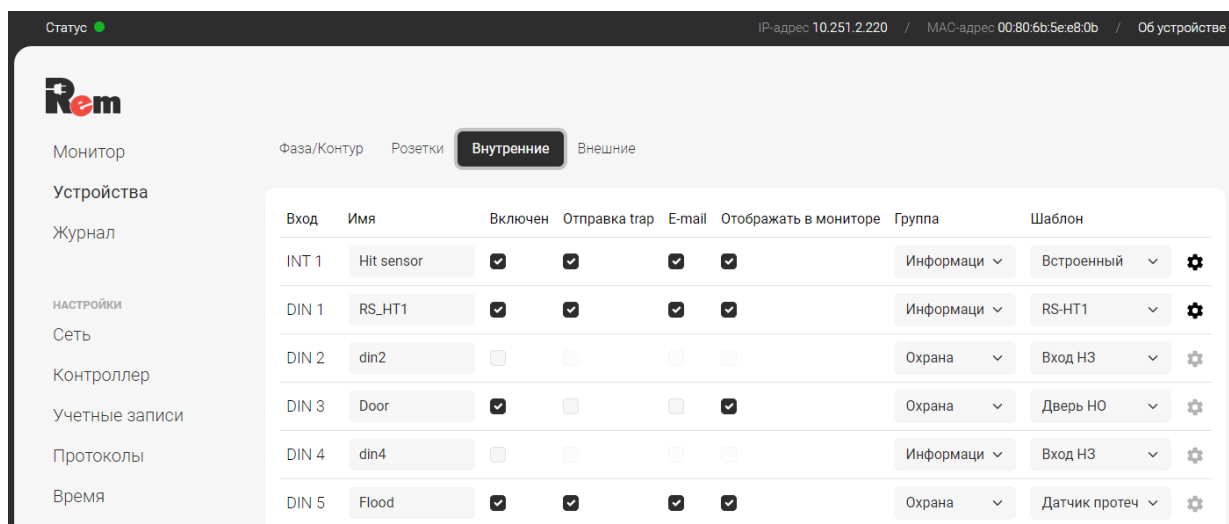 Статус IP-адрес 10.251.2.220 / MAC-адрес 00:80:6b:5e:e8:0b / Об устройстве
Rem
Монитор
Устройства
Журнал
НАСТРОЙКИ
Сеть
Контроллер
Учетные записи
Протоколы
Время
Фаза/Контур Розетки Внутренние Внешние
Вход Имя Включен Отправка trap E-mail Отображать в мониторе Группа Шаблон
INT 1 Hit sensor Информаци Встроенный
DIN 1 RS_HT1 Информаци RS-HT1
DIN 2 din2 Охрана Вход НЗ
DIN 3 Door Охрана Дверь НО
DIN 4 din4 Информаци Вход НЗ
DIN 5 Flood Охрана Датчик протеч